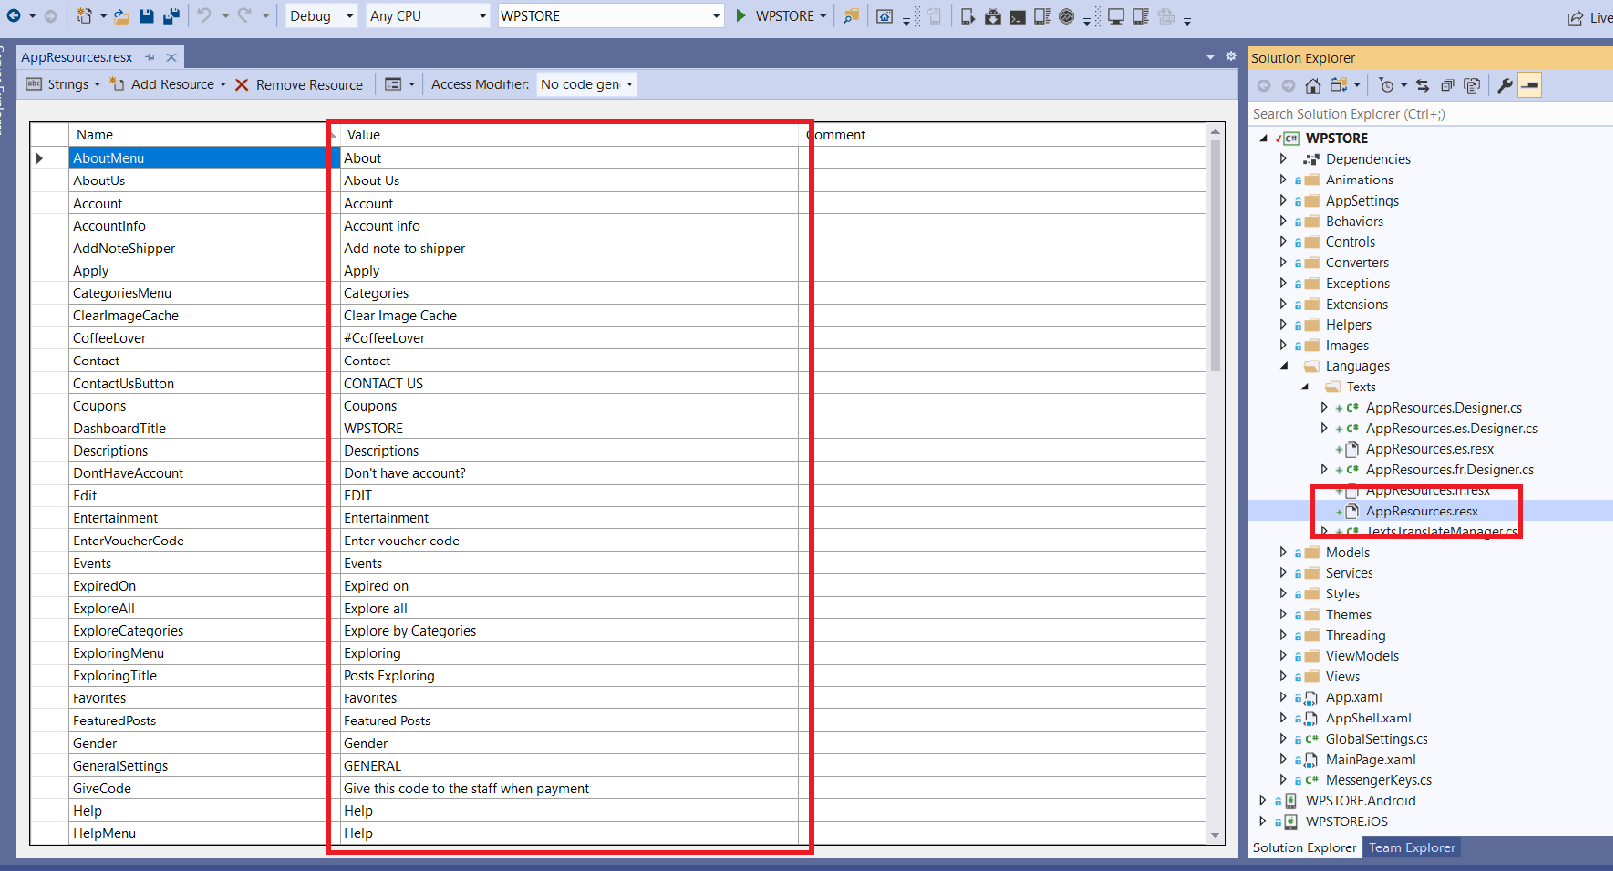 Debug
Any CPU
WPSTORE
WPSTORE
Live
AppResources.resx
Strings
Add Resource
Remove Resource
Access Modifier:
No code gen
Name Value Comment
AboutMenu About
AboutUs About Us
Account Account
AccountInfo Account info
AddNoteShipper Add note to shipper
Apply Apply
CategoriesMenu Categories
ClearImageCache Clear Image Cache
CoffeeLover #CoffeeLover
Contact Contact
ContactUsButton CONTACT US
Coupons Coupons
DashboardTitle WPSTORE
Descriptions Descriptions
DontHaveAccount Don't have account?
Edit EDIT
Entertainment Entertainment
EnterVoucherCode Enter voucher code
Events Events
ExpiredOn Expired on
ExploreAll Explore all
ExploreCategories Explore by Categories
ExploringMenu Exploring
ExploringTitle Posts Exploring
Favorites Favorites
FeaturedPosts Featured Posts
Gender Gender
GeneralSettings GENERAL
GiveCode Give this code to the staff when payment
Help Help
HelpMenu Help
Solution Explorer
Search Solution Explorer (Ctrl+;)
WPSTORE
Dependencies
Animations
AppSettings
Behaviors
Controls
Converters
Exceptions
Extensions
Helpers
Images
Languages
Texts
AppResources.Designer.cs
AppResources.es.Designer.cs
AppResources.es.resx
AppResources.fr.Designer.cs
AppResources.fr.resx
AppResources.resx
TextsTranslateManager.cs
Models
Services
Styles
Themes
Threading
ViewModels
Views
App.xaml
AppShell.xaml
GlobalSettings.cs
MainPage.xaml
MessengerKeys.cs
WPSTORE.Android
WPSTORE.iOS
Solution Explorer
Team Explorer